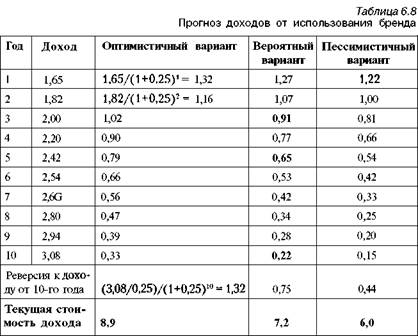 Таблица 6.8
Прогноз доходов от использования бренда
Год Доход Оптимистичный вариант Вероятный вариант Пессимистичный вариант
1 1,65 1,65/(1+0,25)¹ = 1,32 1,27 1,22
2 1,82 1,82/(1+0,25)² = 1,16 1,07 1,00
3 2,00 1,02 0,91 0,81
4 2,20 0,90 0,77 0,66
5 2,42 0,79 0,65 0,54
6 2,54 0,66 0,53 0,42
7 2,6G 0,56 0,42 0,33
8 2,80 0,47 0,34 0,25
9 2,94 0,39 0,28 0,20
10 3,08 0,33 0,22 0,15
Реверсия к дохо-
ду от 10-го года (3,08/0,25)/(1+0,25)¹⁰ = 1,32 0,75 0,44
Текущая стои-
мость дохода 8,9 7,2 6,0